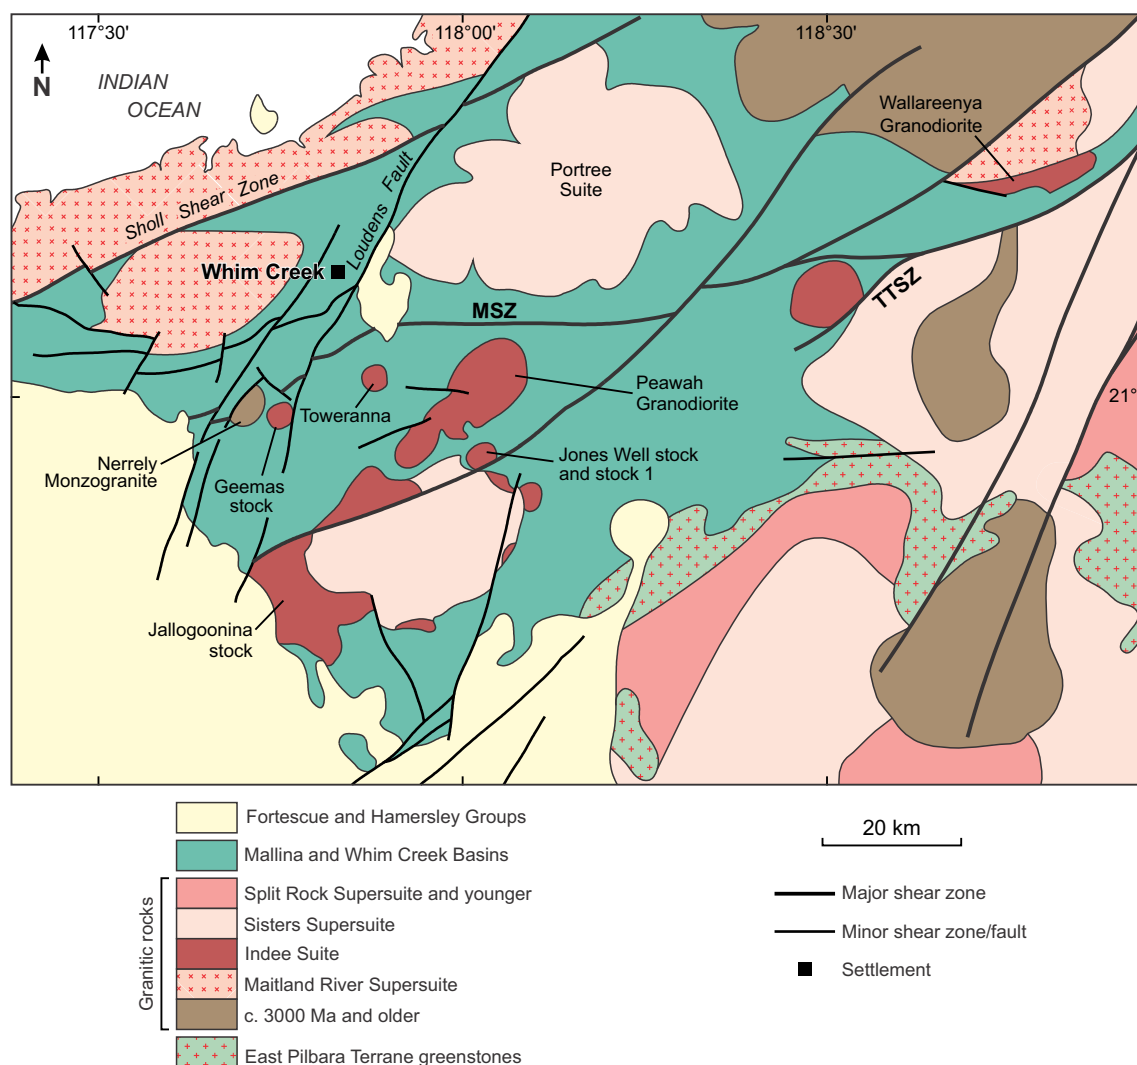 117°30'
118°00'
118°30'
N
INDIAN
OCEAN
Wallareenya
Granodiorite
Portree
Suite
Sholl Shear Zone
Loudens Fault
Whim Creek
MSZ
TTSZ
21°
Toweranna
Peawah
Granodiorite
Nerrely
Monzogranite
Geemas
stock
Jones Well stock
and stock 1
Jallogoonina
stock
Fortescue and Hamersley Groups
Mallina and Whim Creek Basins
Granitic rocks
Split Rock Supersuite and younger
Sisters Supersuite
Indee Suite
Maitland River Supersuite
c. 3000 Ma and older
East Pilbara Terrane greenstones
20 km
Major shear zone
Minor shear zone/fault
Settlement